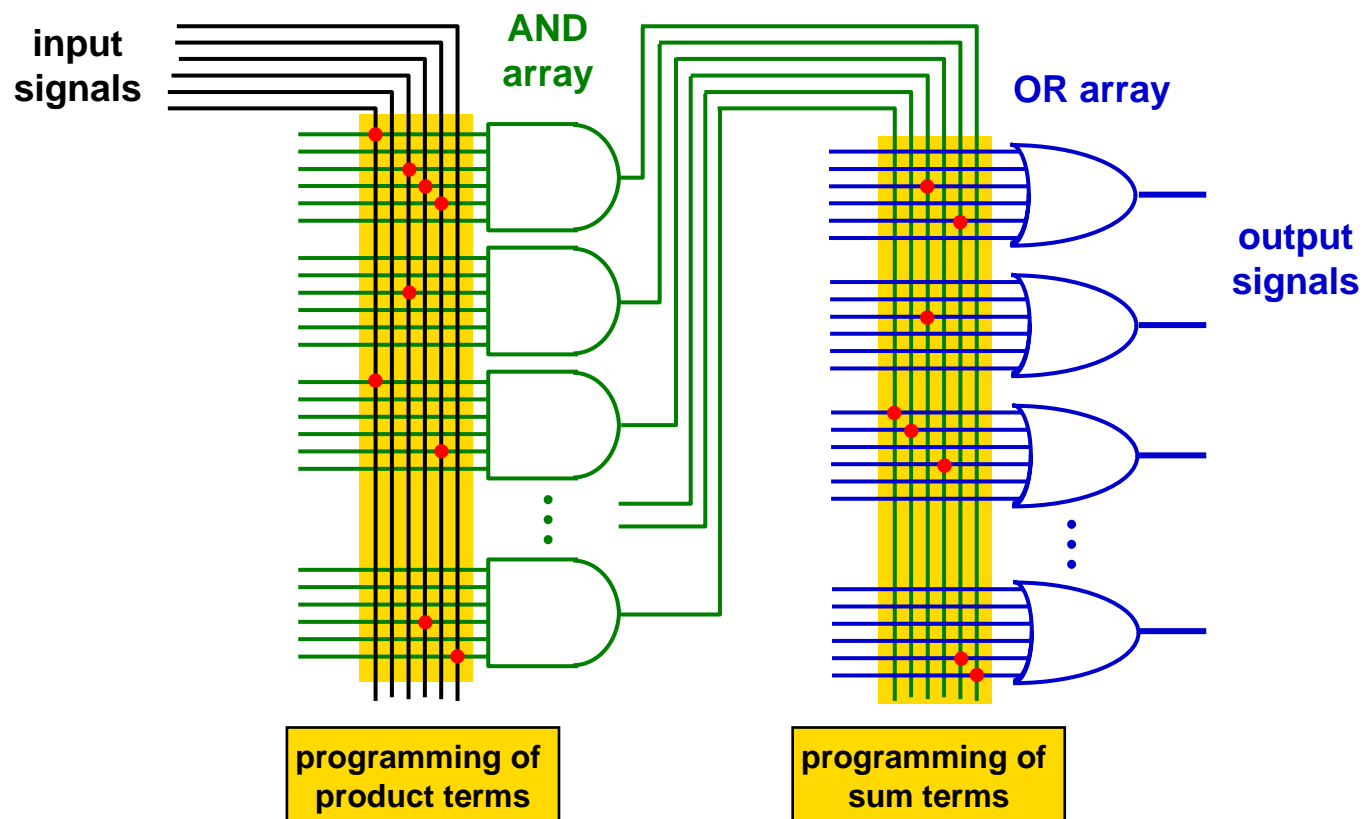 input
signals
AND
array
OR array
output
signals
programming of
product terms
programming of
sum terms